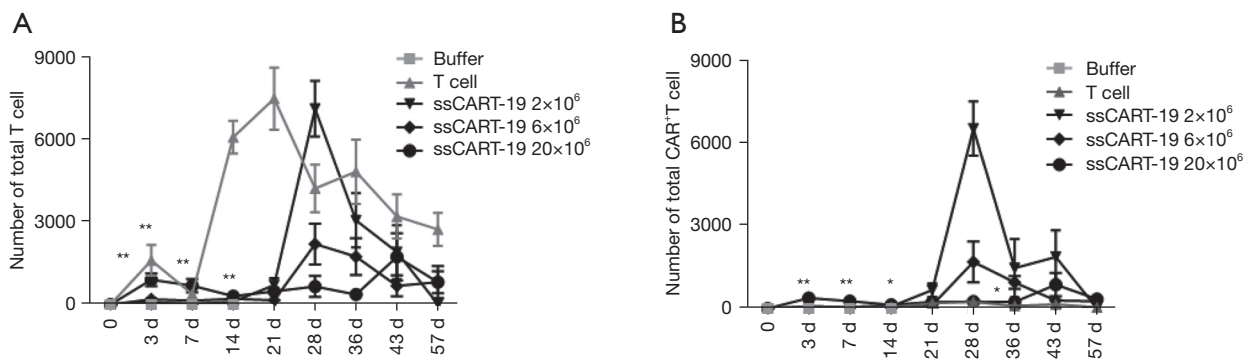 A
Number of total T cell
9000
6000
3000
0
0
3 d
7 d
14 d
21 d
28 d
36 d
43 d
57 d
**
**
**
**
Buffer
T cell
ssCART-19 2×10⁶
ssCART-19 6×10⁶
ssCART-19 20×10⁶
B
Number of total CAR⁺T cell
9000
6000
3000
0
0
3 d
7 d
14 d
21 d
28 d
36 d
43 d
57 d
**
**
*
*
Buffer
T cell
ssCART-19 2×10⁶
ssCART-19 6×10⁶
ssCART-19 20×10⁶